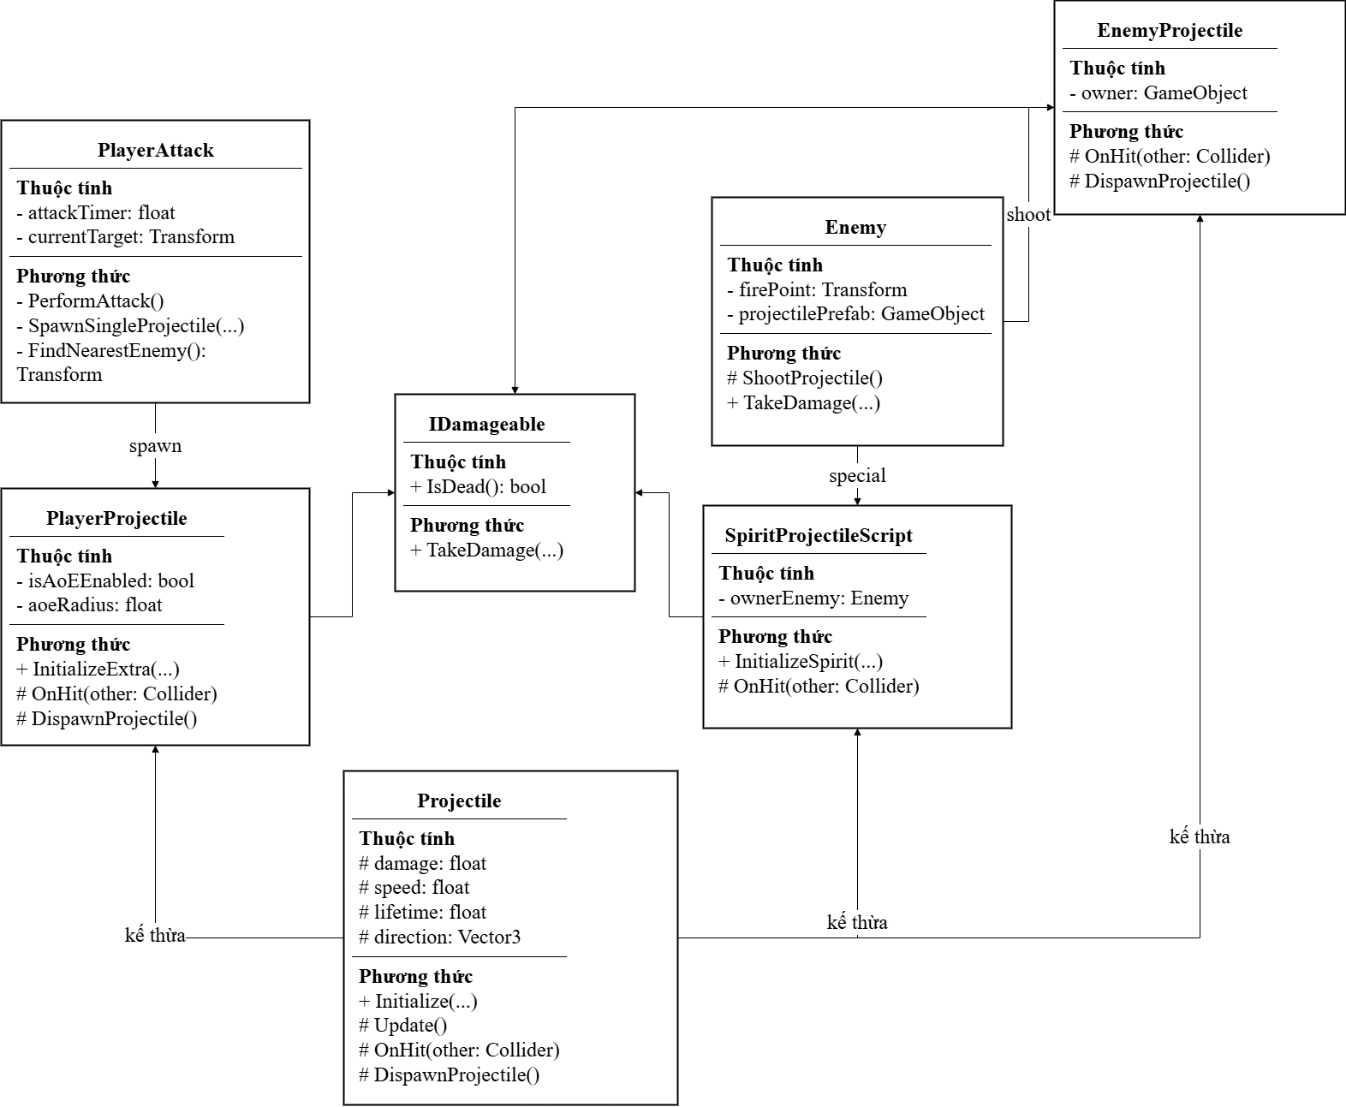 EnemyProjectile
Thuộc tính
- owner: GameObject
Phương thức
# OnHit(other: Collider)
# DispawnProjectile()
PlayerAttack
Thuộc tính
- attackTimer: float
- currentTarget: Transform
Phương thức
- PerformAttack()
- SpawnSingleProjectile(...)
- FindNearestEnemy():
Transform
Enemy
Thuộc tính
- firePoint: Transform
- projectilePrefab: GameObject
Phương thức
# ShootProjectile()
+ TakeDamage(...)
shoot
spawn
special
IDamageable
Thuộc tính
+ IsDead(): bool
Phương thức
+ TakeDamage(...)
PlayerProjectile
Thuộc tính
- isAoEEnabled: bool
- aoeRadius: float
Phương thức
+ InitializeExtra(...)
# OnHit(other: Collider)
# DispawnProjectile()
SpiritProjectileScript
Thuộc tính
- ownerEnemy: Enemy
Phương thức
+ InitializeSpirit(...)
# OnHit(other: Collider)
Projectile
Thuộc tính
# damage: float
# speed: float
# lifetime: float
# direction: Vector3
Phương thức
+ Initialize(...)
# Update()
# OnHit(other: Collider)
# DispawnProjectile()
kế thừa
kế thừa
kế thừa